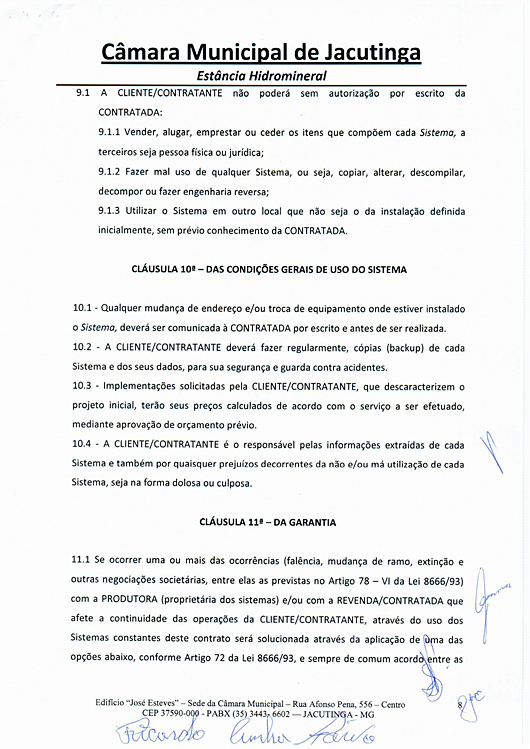 Câmara Municipal de Jacutinga
Estância Hidromineral
9.1 A CLIENTE/CONTRATANTE não poderá sem autorização por escrito da
CONTRATADA:
9.1.1 Vender, alugar, emprestar ou ceder os itens que compõem cada Sistema, a
terceiros seja pessoa física ou jurídica;
9.1.2 Fazer mal uso de qualquer Sistema, ou seja, copiar, alterar, descompilar,
decompor ou fazer engenharia reversa;
9.1.3 Utilizar o Sistema em outro local que não seja o da instalação definida
inicialmente, sem prévio conhecimento da CONTRATADA.
CLÁUSULA 10ª – DAS CONDIÇÕES GERAIS DE USO DO SISTEMA
10.1 - Qualquer mudança de endereço e/ou troca de equipamento onde estiver instalado
o Sistema, deverá ser comunicada à CONTRATADA por escrito e antes de ser realizada.
10.2 - A CLIENTE/CONTRATANTE deverá fazer regularmente, cópias (backup) de cada
Sistema e dos seus dados, para sua segurança e guarda contra acidentes.
10.3 - Implementações solicitadas pela CLIENTE/CONTRATANTE, que descaracterizem o
projeto inicial, terão seus preços calculados de acordo com o serviço a ser efetuado,
mediante aprovação de orçamento prévio.
10.4 - A CLIENTE/CONTRATANTE é o responsável pelas informações extraídas de cada
Sistema e também por quaisquer prejuízos decorrentes da não e/ou má utilização de cada
Sistema, seja na forma dolosa ou culposa.
CLÁUSULA 11ª – DA GARANTIA
11.1 Se ocorrer uma ou mais das ocorrências (falência, mudança de ramo, extinção e
outras negociações societárias, entre elas as previstas no Artigo 78 – VI da Lei 8666/93)
com a PRODUTORA (proprietária dos sistemas) e/ou com a REVENDA/CONTRATADA que
afete a continuidade das operações da CLIENTE/CONTRATANTE, através do uso dos
Sistemas constantes deste contrato será solucionada através da aplicação de uma das
opções abaixo, conforme Artigo 72 da Lei 8666/93, e sempre de comum acordo entre as
Edifício “José Esteves” – Sede da Câmara Municipal – Rua Afonso Pena, 556 – Centro
8
CEP 37590-000 - PABX (35) 3443- 6602 — JACUTINGA - MG
Ricardo